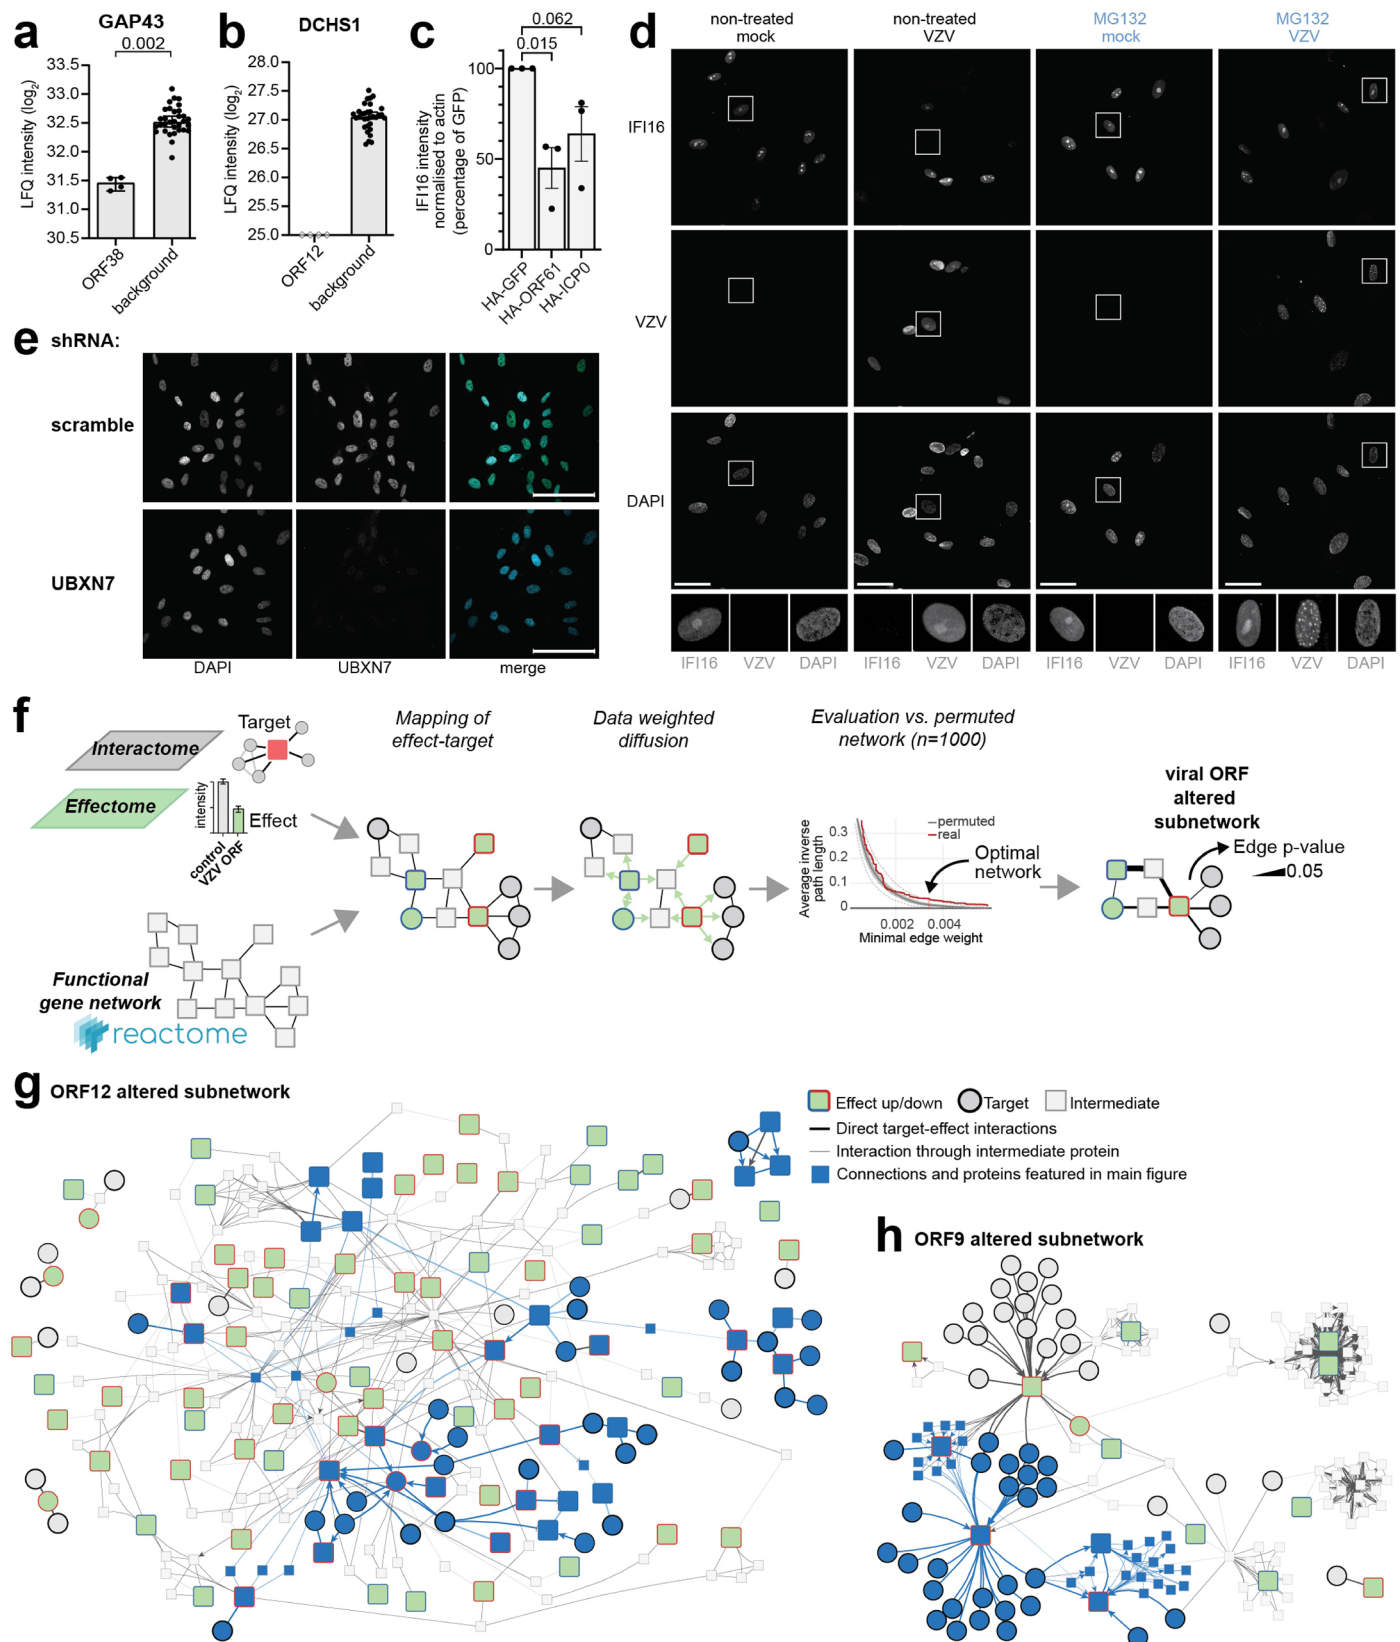 a
GAP43
0.002
LFQ intensity (log2)
33.5
33.0
32.5
32.0
31.5
31.0
30.5
ORF38
background
b
DCHS1
LFQ intensity (log2)
28.0
27.5
27.0
26.5
26.0
25.5
25.0
ORF12
background
c
0.062
0.015
IFI16 intensity
normalised to actin
(percentage of GFP)
100
50
0
HA-GFP
HA-ORF61
HA-ICP0
d
non-treated
mock
non-treated
VZV
MG132
mock
MG132
VZV
IFI16
VZV
DAPI
IFI16 VZV DAPI
IFI16 VZV DAPI
IFI16 VZV DAPI
IFI16 VZV DAPI
e
shRNA:
scramble
UBXN7
DAPI
UBXN7
merge
f
Interactome
Target
Effectome
intensity
Effect
control
VZV ORF
Functional
gene network
reactome
Mapping of
effect-target
Data weighted
diffusion
Evaluation vs. permuted
network (n=1000)
Average inverse
path length
0.3
0.2
0.1
0
permuted
real
Optimal
network
0.002 0.004
Minimal edge weight
viral ORF
altered
subnetwork
Edge p-value
0.05
g
ORF12 altered subnetwork
Effect up/down
Target
Intermediate
Direct target-effect interactions
Interaction through intermediate protein
Connections and proteins featured in main figure
h
ORF9 altered subnetwork